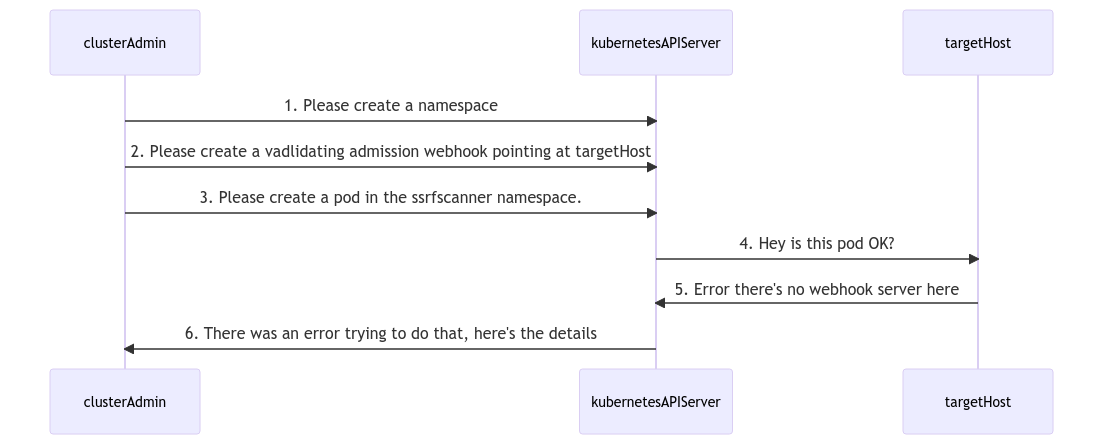 clusterAdmin
kubernetesAPIServer
targetHost
1. Please create a namespace
2. Please create a vadlidating admission webhook pointing at targetHost
3. Please create a pod in the ssrfscanner namespace.
4. Hey is this pod OK?
5. Error there's no webhook server here
6. There was an error trying to do that, here's the details
clusterAdmin
kubernetesAPIServer
targetHost